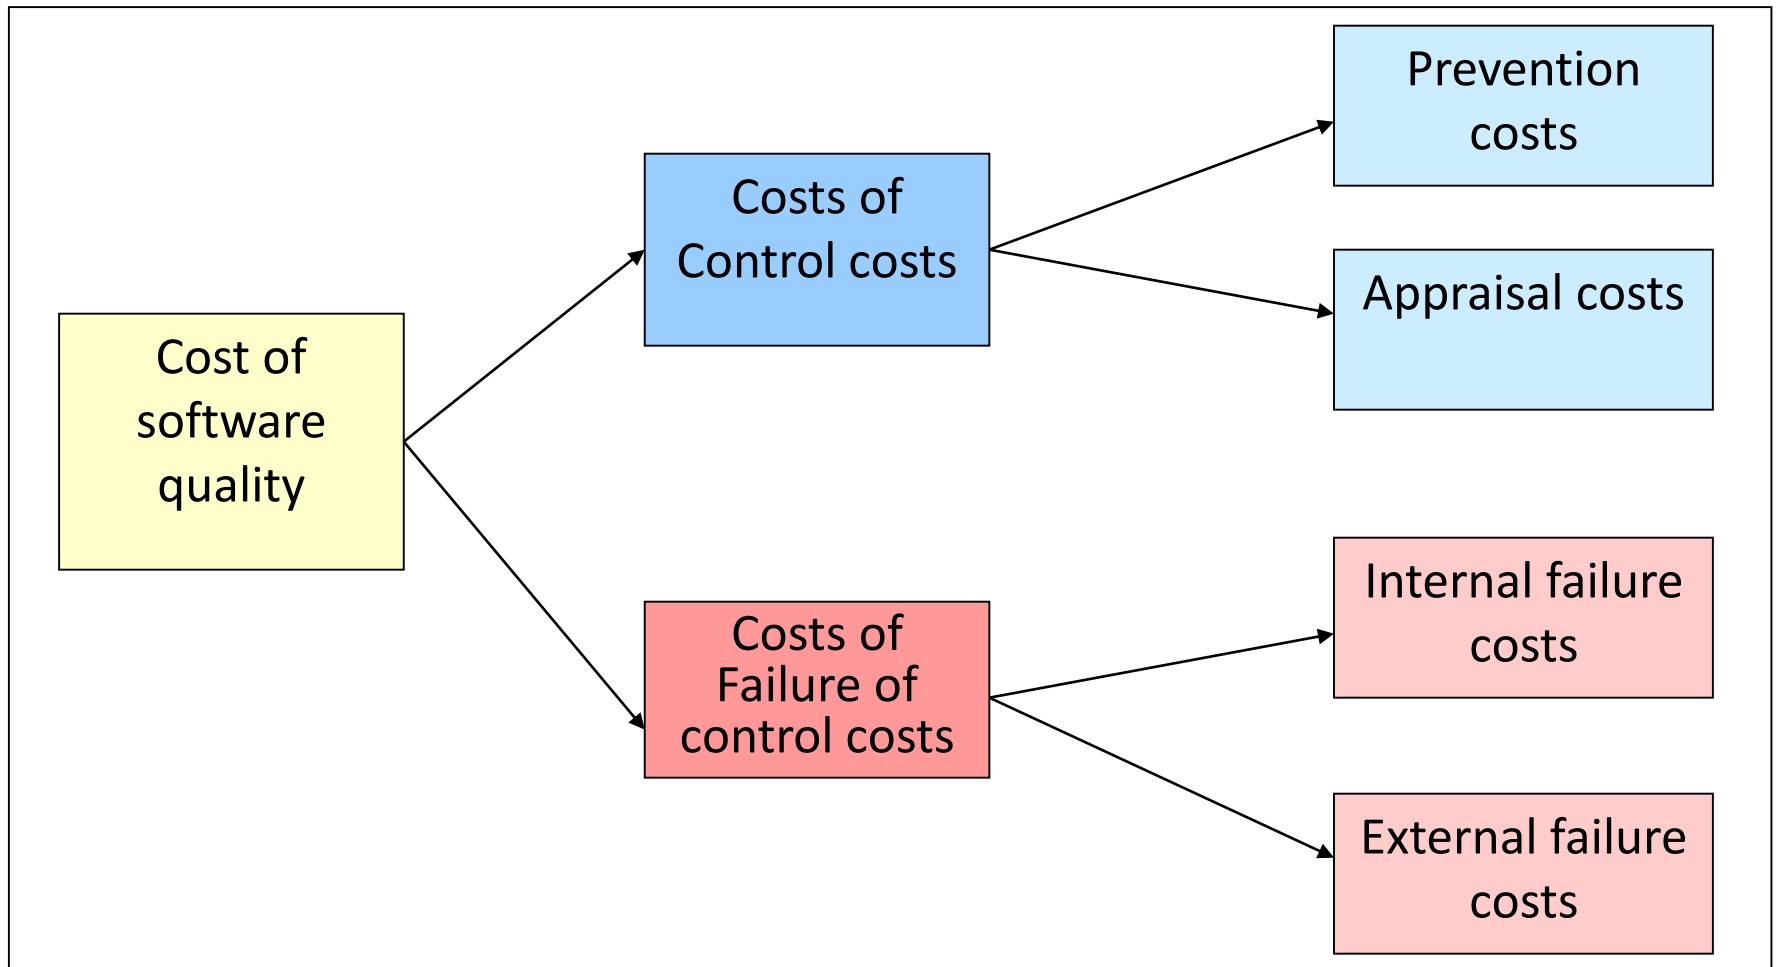 Prevention
costs
Costs of
Control costs
Appraisal costs
Cost of
software
quality
Internal failure
costs
Costs of
Failure of
control costs
External failure
costs